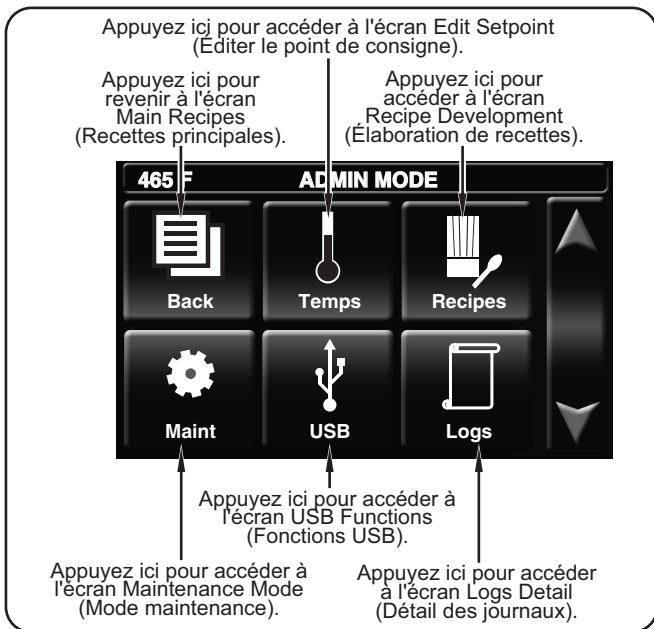 Appuyez ici pour accéder à l'écran Edit Setpoint
(Éditer le point de consigne).
Appuyez ici pour
revenir à l'écran
Main Recipes
(Recettes principales).
Appuyez ici pour
accéder à l'écran
Recipe Development
(Élaboration de recettes).
465 F ADMIN MODE
Back Temps Recipes
Maint USB Logs
Appuyez ici pour accéder à
l'écran USB Functions
(Fonctions USB).
Appuyez ici pour accéder à
l'écran Maintenance Mode
(Mode maintenance).
Appuyez ici pour accéder
à l'écran Logs Detail
(Détail des journaux).